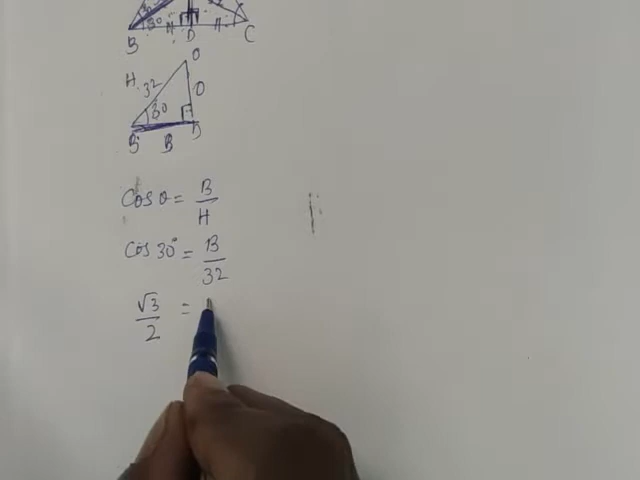 B D C
O
H 32 O
30
B D
B
Cos θ = B/H
Cos 30° = B/32
√3/2 =